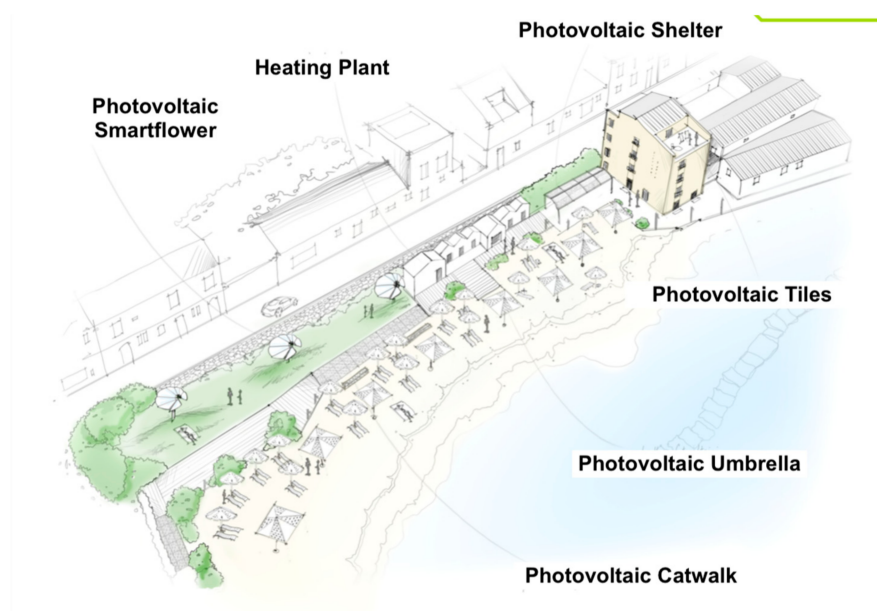 Photovoltaic Shelter
Heating Plant
Photovoltaic
Smartflower
Photovoltaic Tiles
Photovoltaic Umbrella
Photovoltaic Catwalk